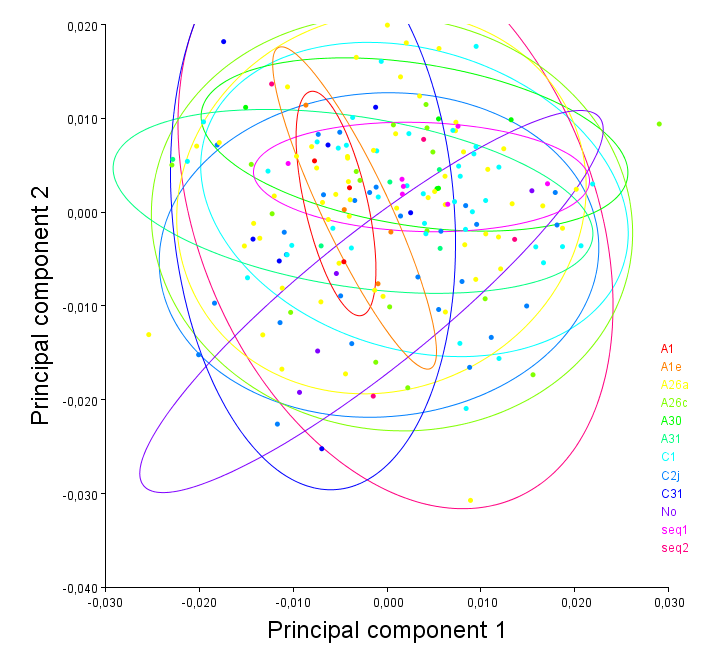 0,020
0,010
0,000
-0,010
-0,020
-0,030
-0,040
Principal component 2
-0,030
-0,020
-0,010
0,000
0,010
0,020
0,030
Principal component 1
A1
A1e
A26a
A26c
A30
A31
C1
C2j
C31
No
seq1
seq2